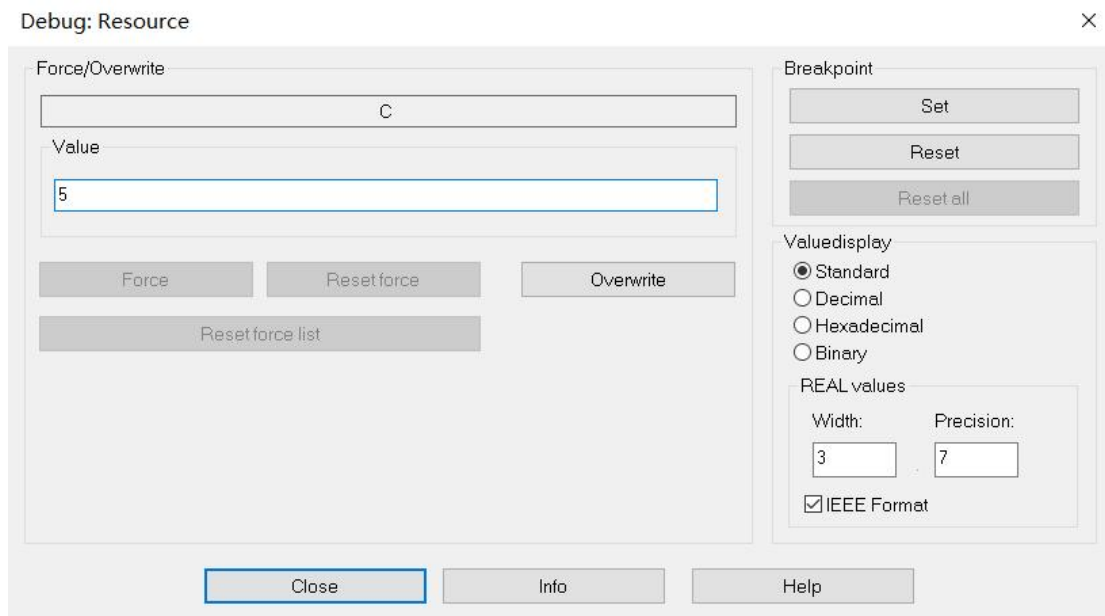 Debug: Resource
Force/Overwrite
C
Value
5
Force
Reset force
Overwrite
Reset force list
Breakpoint
Set
Reset
Reset all
Valuedisplay
Standard
Decimal
Hexadecimal
Binary
REAL values
Width: Precision:
3 . 7
IEEE Format
Close
Info
Help